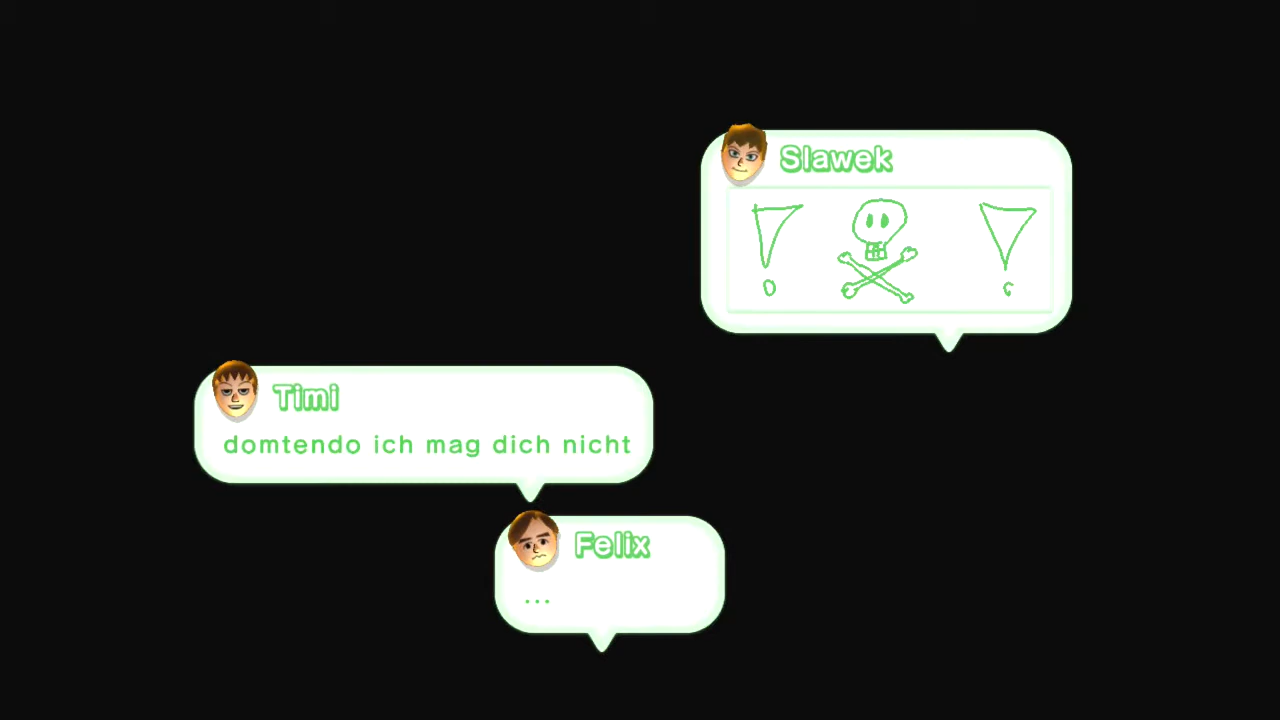 Slawek
! !
Timi
domtendo ich mag dich nicht
Felix
...